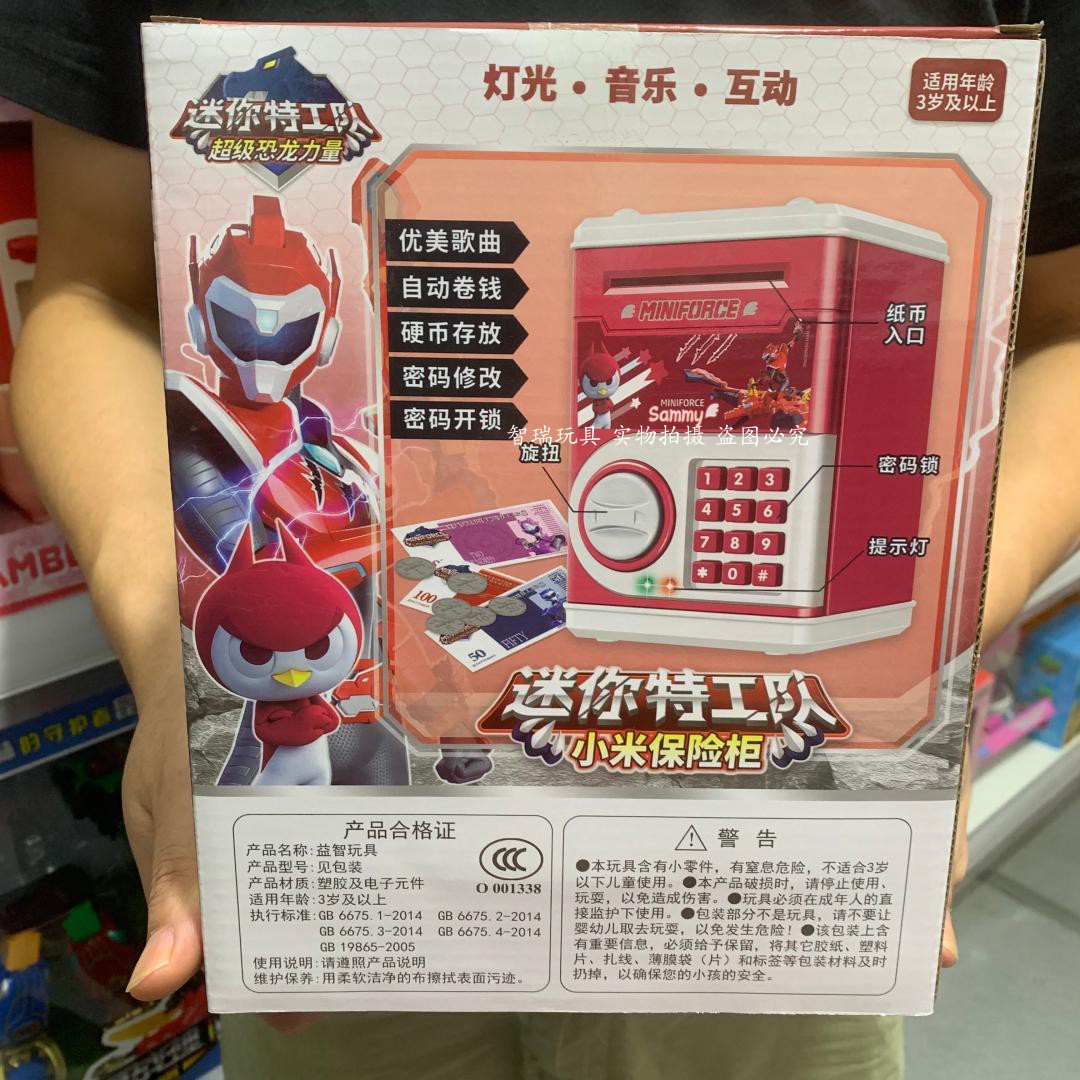 迷你特工队
超级恐龙力量
灯光·音乐·互动
适用年龄
3岁及以上
优美歌曲
自动卷钱
硬币存放
密码修改
密码开锁
MINIFORCE
纸币
入口
MINIFORCE
Sammy
智瑞玩具 实物拍摄 盗图必究
旋扭
密码锁
1 2 3
4 5 6
7 8 9
* 0 #
提示灯
MINIFORCE
100
50
FIFTY
迷你特工队
小米保险柜
产品合格证
产品名称:益智玩具
产品型号:见包装
产品材质:塑胶及电子元件
适用年龄:3岁及以上
执行标准:GB 6675.1-2014 GB 6675.2-2014
GB 6675.3-2014 GB 6675.4-2014
GB 19865-2005
使用说明:请遵照产品说明
维护保养:用柔软洁净的布擦拭表面污迹。
CCC
O 001338
警告
●本玩具含有小零件，有窒息危险，不适合3岁
以下儿童使用。●本产品破损时，请停止使用、
玩耍，以免造成伤害。●玩具必须在成年人的直
接监护下使用。●包装部分不是玩具，请不要让
婴幼儿取去玩耍，以免发生危险！●该包装上含
有重要信息，必须给予保留，将其它胶纸、塑料
片、扎线、薄膜袋（片）和标签等包装材料及时
扔掉，以确保您的小孩的安全。
的守护者
AMBE